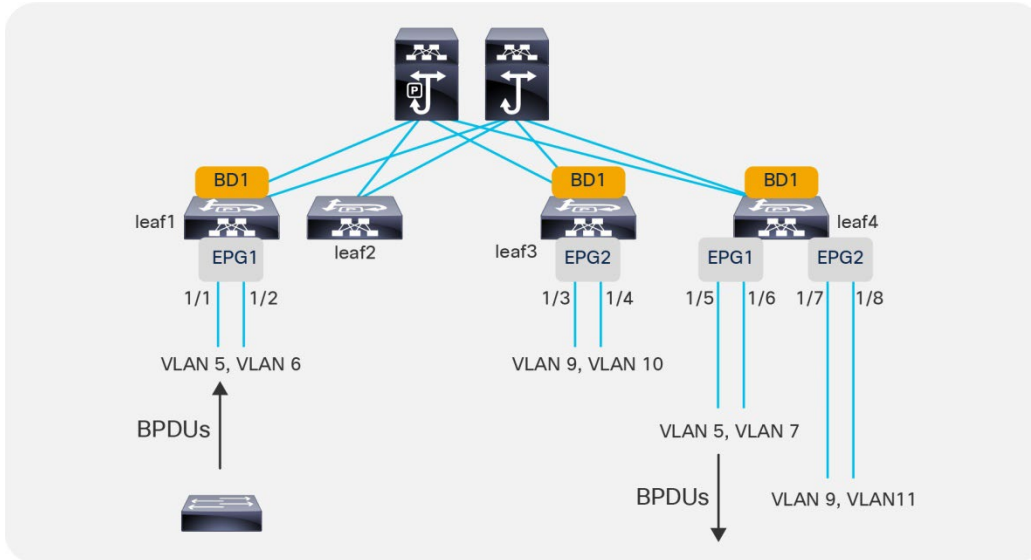 P
BD1
BD1
BD1
leaf1
leaf2
leaf3
leaf4
EPG1
EPG2
EPG1
EPG2
1/1 1/2
1/3 1/4
1/5 1/6
1/7 1/8
VLAN 5, VLAN 6
VLAN 9, VLAN 10
BPDUs
VLAN 5, VLAN 7
BPDUs
VLAN 9, VLAN11